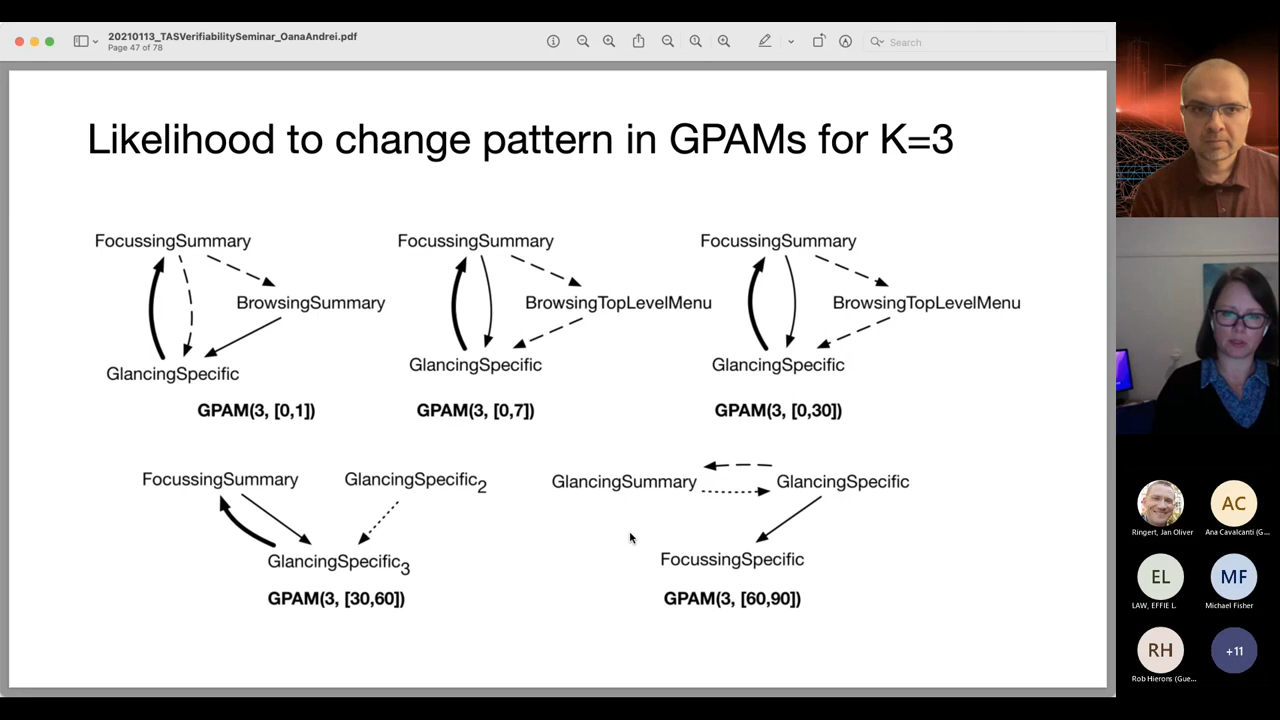 20210113_TASVerifiabilitySeminar_OanaAndrei.pdf
Page 47 of 78
Search
Likelihood to change pattern in GPAMs for K=3
FocussingSummary
BrowsingSummary
GlancingSpecific
GPAM(3, [0,1])
FocussingSummary
BrowsingTopLevelMenu
GlancingSpecific
GPAM(3, [0,7])
FocussingSummary
BrowsingTopLevelMenu
GlancingSpecific
GPAM(3, [0,30])
FocussingSummary
GlancingSpecific2
GlancingSpecific3
GPAM(3, [30,60])
GlancingSummary
GlancingSpecific
FocussingSpecific
GPAM(3, [60,90])
Ringert, Jan Oliver
AC
Ana Cavalcanti (G...
EL
LAW, EFFIE L.
MF
Michael Fisher
RH
Rob Hierons (Gue...
+11